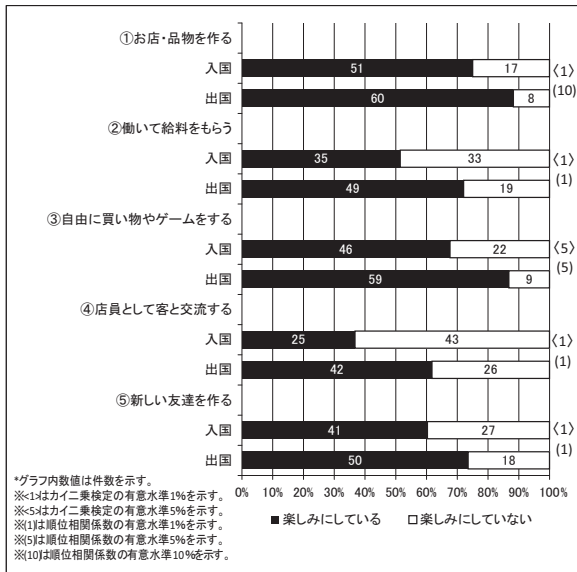 ①お店・品物を作る
入国 51 17 〈1〉
出国 60 8 (10)
②働いて給料をもらう
入国 35 33 〈1〉
出国 49 19 (1)
③自由に買い物やゲームをする
入国 46 22 〈5〉
出国 59 9 (5)
④店員として客と交流する
入国 25 43 〈1〉
出国 42 26 (1)
⑤新しい友達を作る
入国 41 27 〈1〉
出国 50 18 (1)
0% 10% 20% 30% 40% 50% 60% 70% 80% 90% 100%
■楽しみにしている □楽しみにしていない
*グラフ内数値は件数を示す。
※<1>はカイ二乗検定の有意水準1%を示す。
※<5>はカイ二乗検定の有意水準5%を示す。
※(1)は順位相関係数の有意水準1%を示す。
※(5)は順位相関係数の有意水準5%を示す。
※(10)は順位相関係数の有意水準10%を示す。